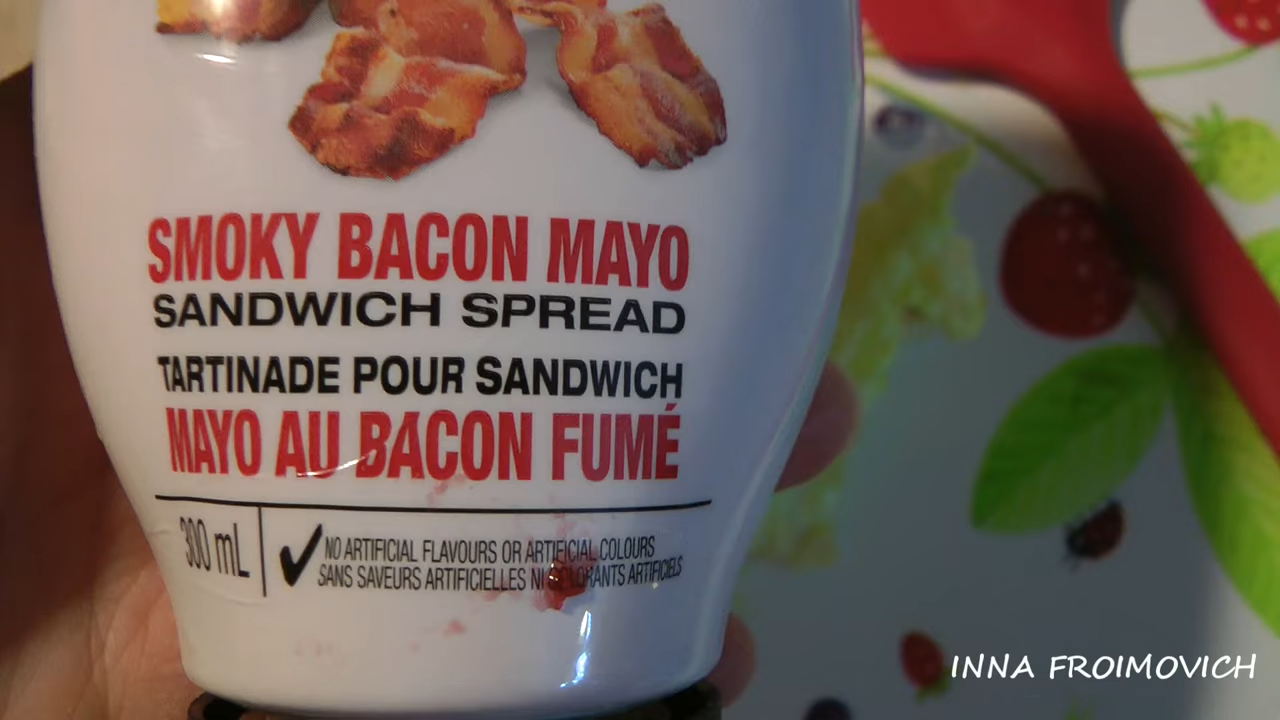 SMOKY BACON MAYO
SANDWICH SPREAD
TARTINADE POUR SANDWICH
MAYO AU BACON FUMÉ
300 mL
NO ARTIFICIAL FLAVOURS OR ARTIFICIAL COLOURS
SANS SAVEURS ARTIFICIELLES NI COLORANTS ARTIFICIELS
INNA FROIMOVICH